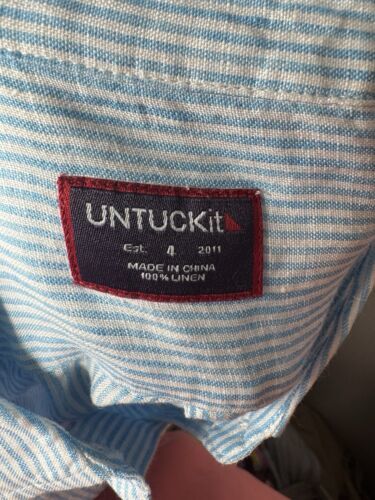 UNTUCKit
Est. 4 2011
MADE IN CHINA
100% LINEN